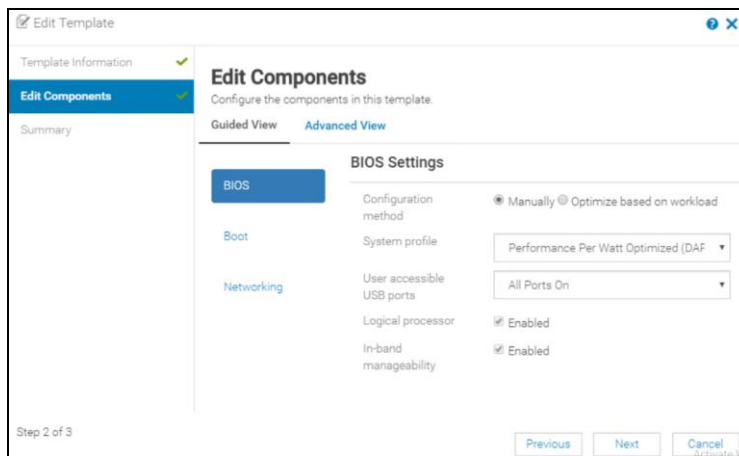 Edit Template
Template Information
Edit Components
Summary
Edit Components
Configure the components in this template.
Guided View Advanced View
BIOS Settings
BIOS
Boot
Networking
Configuration
method
Manually Optimize based on workload
System profile
Performance Per Watt Optimized (DAP
User accessible
USB ports
All Ports On
Logical processor
Enabled
In-band
manageability
Enabled
Step 2 of 3
Previous Next Cancel
Activate